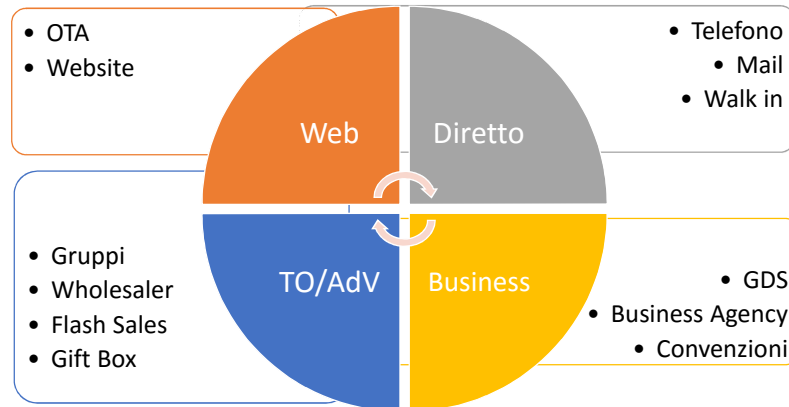 • OTA
• Website
• Telefono
• Mail
• Walk in
Web
Diretto
TO/AdV
Business
• Gruppi
• Wholesaler
• Flash Sales
• Gift Box
• GDS
• Business Agency
• Convenzioni